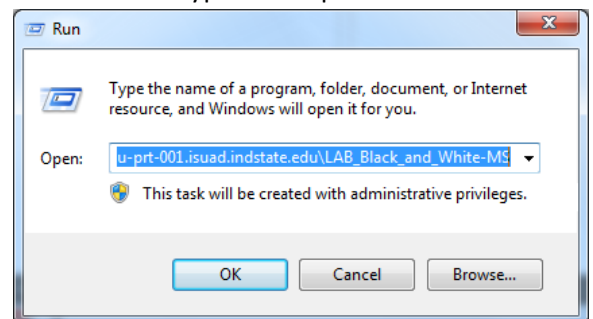 Run
Type the name of a program, folder, document, or Internet
resource, and Windows will open it for you.
Open: u-prt-001.isuad.indstate.edu\LAB_Black_and_White-MS
This task will be created with administrative privileges.
OK Cancel Browse...